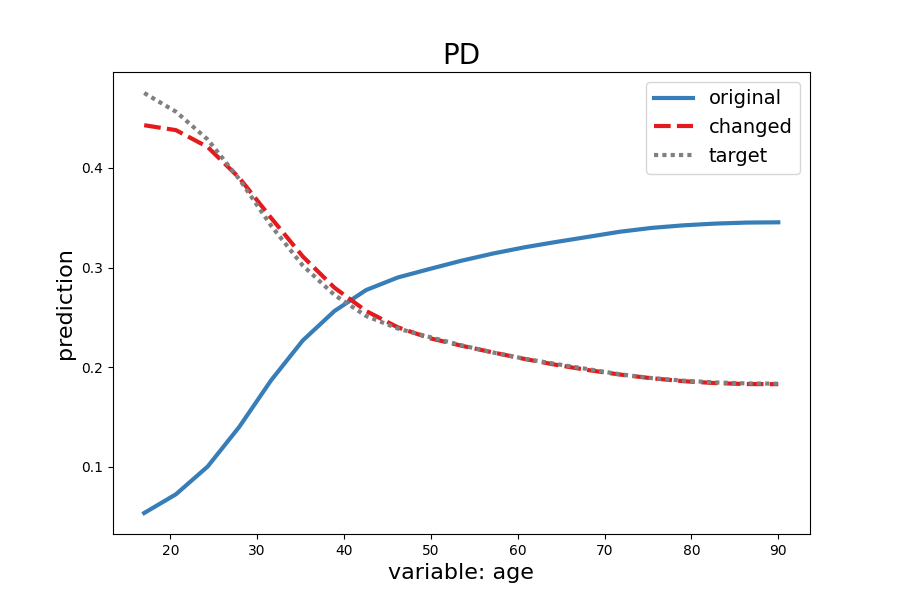 PD
original
changed
target
prediction
0.4
0.3
0.2
0.1
20 30 40 50 60 70 80 90
variable: age